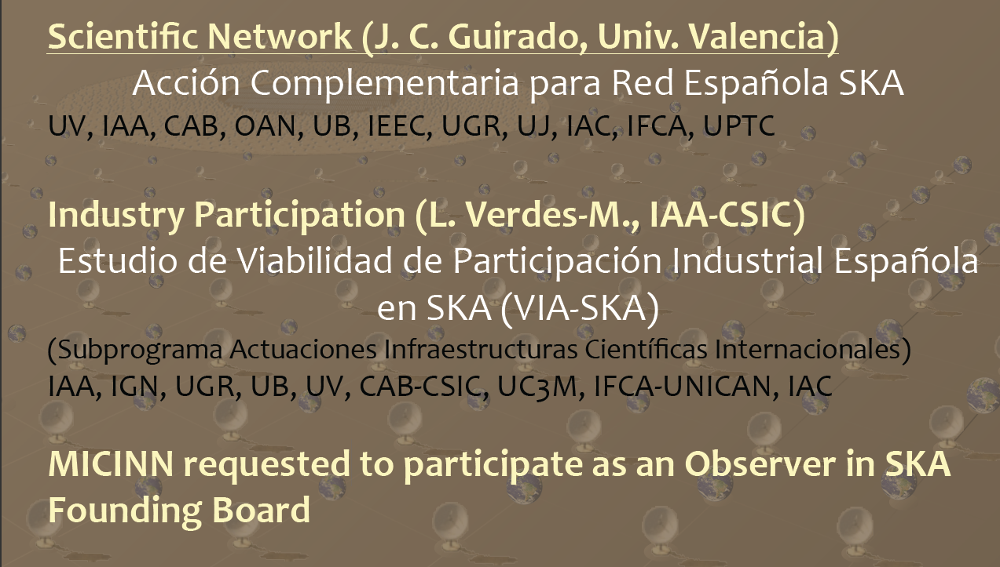 Scientific Network (J. C. Guirado, Univ. Valencia)
Acción Complementaria para Red Española SKA
UV, IAA, CAB, OAN, UB, IEEC, UGR, UJ, IAC, IFCA, UPTC
Industry Participation (L. Verdes-M., IAA-CSIC)
Estudio de Viabilidad de Participación Industrial Española
en SKA (VIA-SKA)
(Subprograma Actuaciones Infraestructuras Científicas Internacionales)
IAA, IGN, UGR, UB, UV, CAB-CSIC, UC3M, IFCA-UNICAN, IAC
MICINN requested to participate as an Observer in SKA
Founding Board